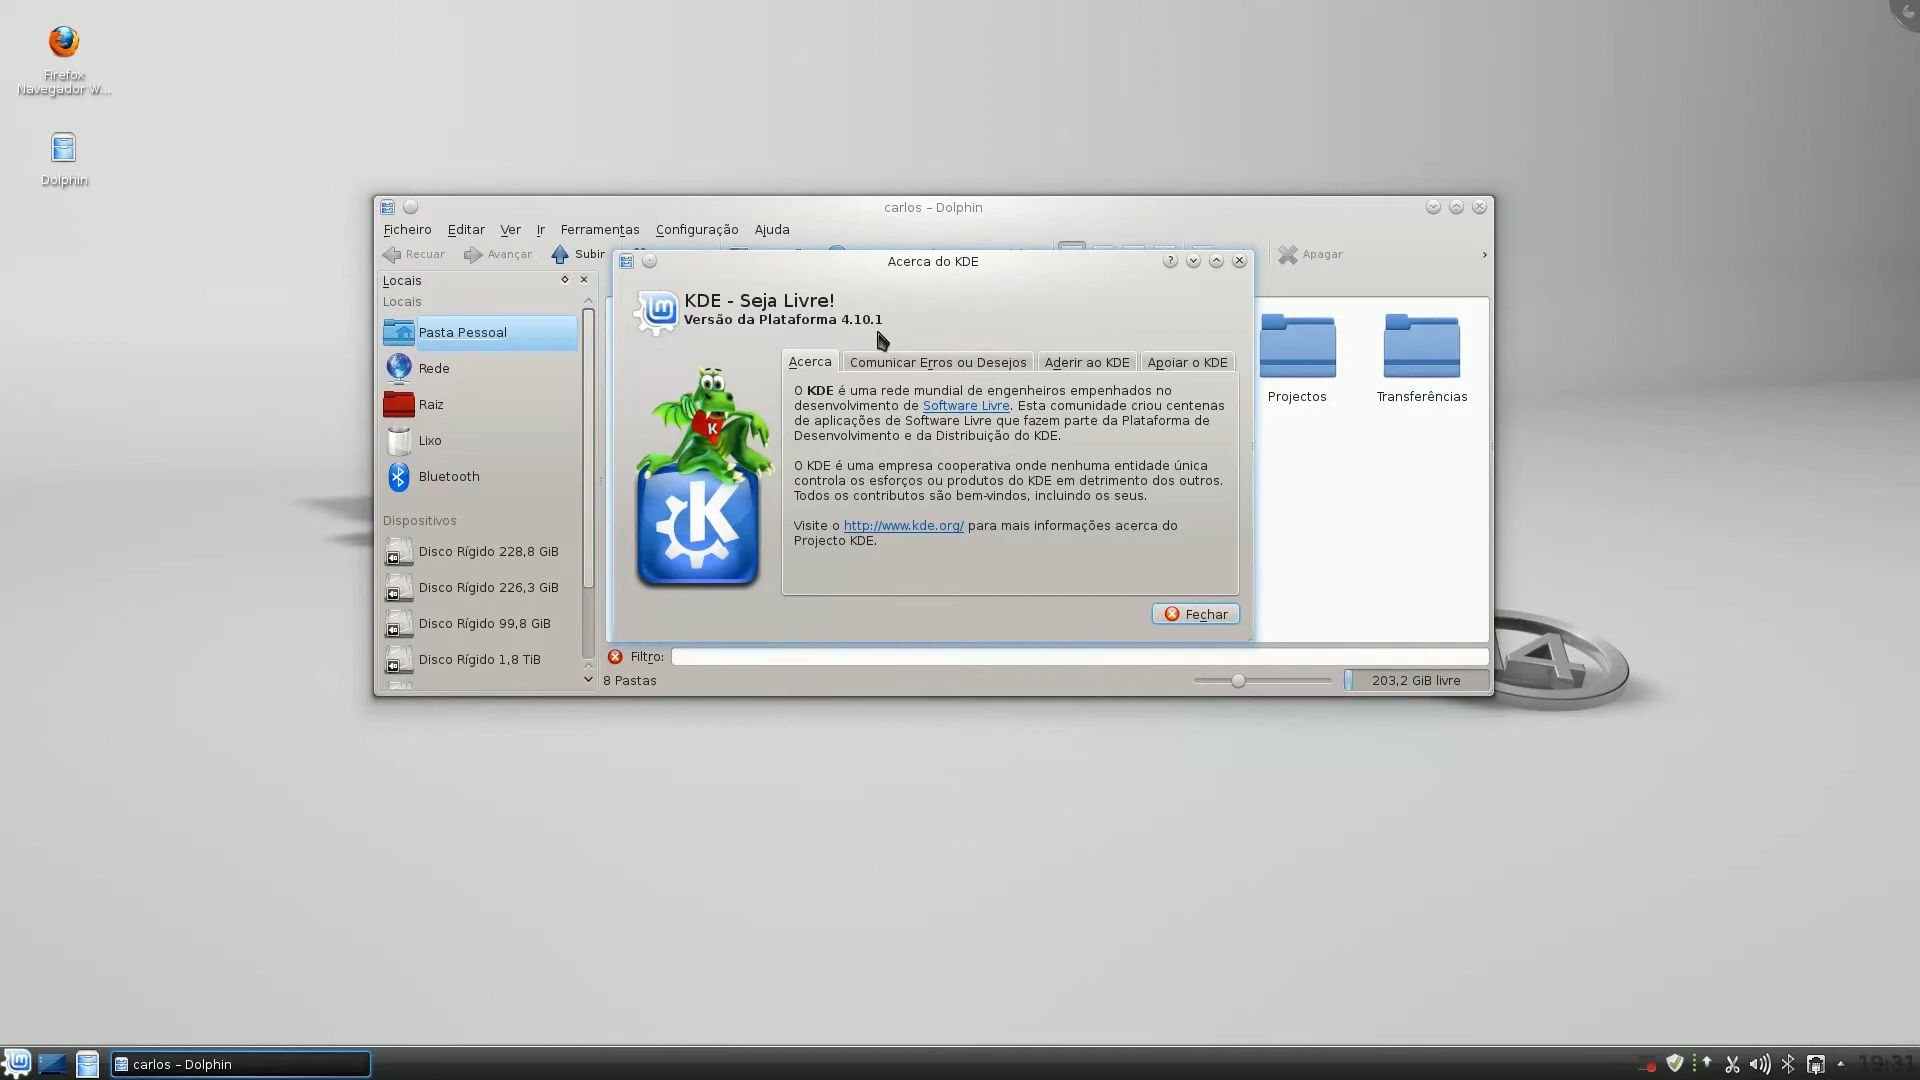 Firefox
Navegador W...
Dolphin
carlos – Dolphin
Ficheiro Editar Ver Ir Ferramentas Configuração Ajuda
Recuar Avançar Subir Apagar
Locais
Locais
Pasta Pessoal
Rede
Raiz
Lixo
Bluetooth
Dispositivos
Disco Rígido 228,8 GiB
Disco Rígido 226,3 GiB
Disco Rígido 99,8 GiB
Disco Rígido 1,8 TiB
Acerca do KDE
KDE - Seja Livre!
Versão da Plataforma 4.10.1
Acerca Comunicar Erros ou Desejos Aderir ao KDE Apoiar o KDE
O KDE é uma rede mundial de engenheiros empenhados no
desenvolvimento de Software Livre. Esta comunidade criou centenas
de aplicações de Software Livre que fazem parte da Plataforma de
Desenvolvimento e da Distribuição do KDE.
O KDE é uma empresa cooperativa onde nenhuma entidade única
controla os esforços ou produtos do KDE em detrimento dos outros.
Todos os contributos são bem-vindos, incluindo os seus.
Visite o http://www.kde.org/ para mais informações acerca do
Projecto KDE.
Fechar
Projectos
Transferências
Filtro:
8 Pastas
203,2 GiB livre
carlos – Dolphin
19:31